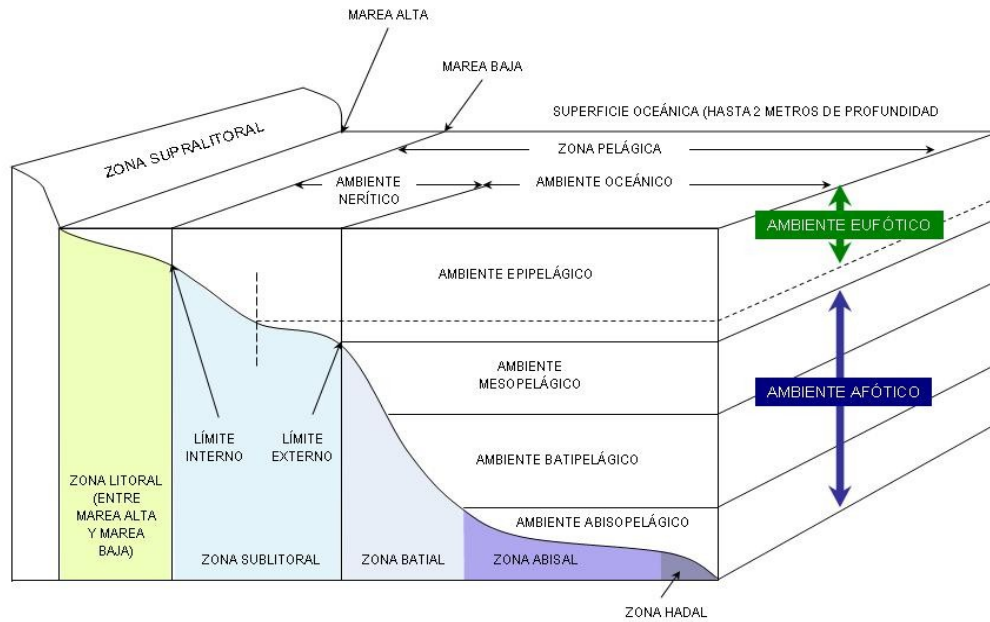 MAREA ALTA
MAREA BAJA
SUPERFICIE OCEÁNICA (HASTA 2 METROS DE PROFUNDIDAD
ZONA SUPRALITORAL
ZONA PELÁGICA
AMBIENTE
NERÍTICO
AMBIENTE OCEÁNICO
AMBIENTE EUFÓTICO
AMBIENTE EPIPELÁGICO
AMBIENTE
MESOPELÁGICO
AMBIENTE AFÓTICO
LÍMITE
INTERNO
LÍMITE
EXTERNO
AMBIENTE BATIPELÁGICO
ZONA LITORAL
(ENTRE
MAREA ALTA
Y MAREA
BAJA)
AMBIENTE ABISOPELÁGICO
ZONA SUBLITORAL
ZONA BATIAL
ZONA ABISAL
ZONA HADAL